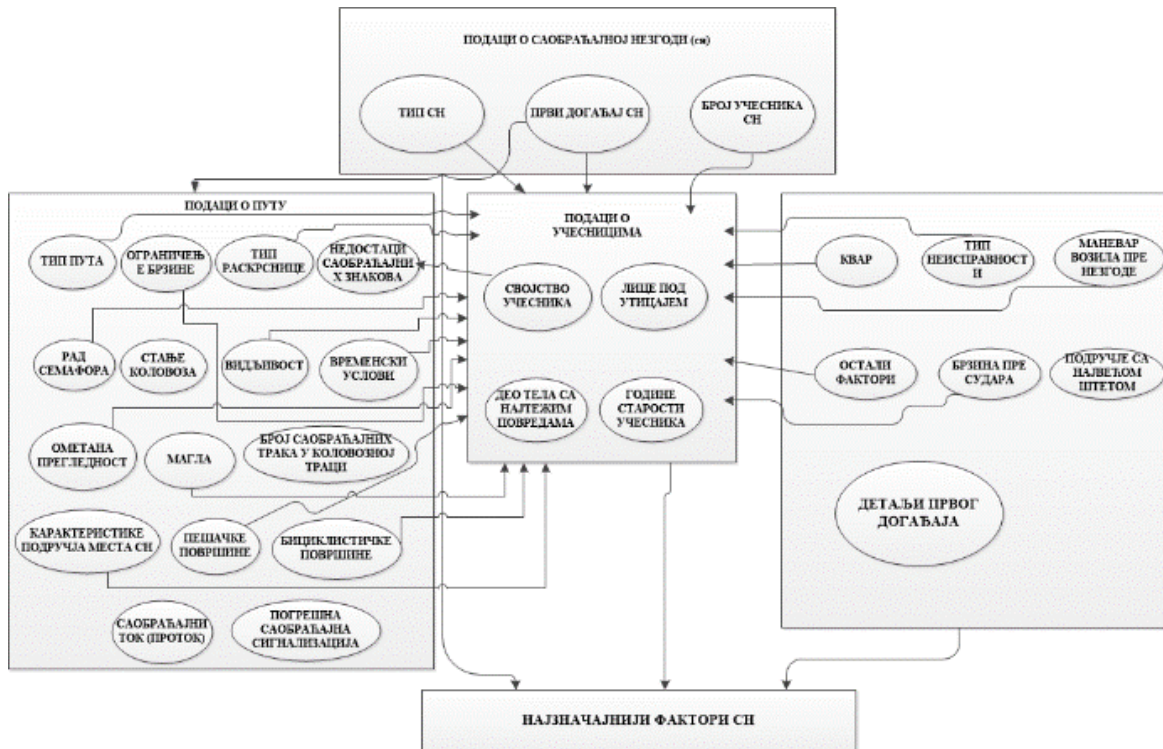 ПОДАЦИ О САОБРАЋАЈНОЈ НЕЗГОДИ (сн)
ТИП СН
ПРВИ ДОГАЂАЈ СН
БРОЈ УЧЕСНИКА
СН
ПОДАЦИ О ПУТУ
ТИП ПУТА
ОГРАНИЧЕЊ
Е БРЗИНЕ
ТИП
РАСКРСНИЦЕ
НЕДОСТАЦИ
САОБРАЋАЈНИ
Х ЗНАКОВА
РАД
СЕМАФОРА
СТАЊЕ
КОЛОВОЗА
ВИДЉИВОСТ
ВРЕМЕНСКИ
УСЛОВИ
ОМЕТАНА
ПРЕГЛЕДНОСТ
МАГЛА
БРОЈ САОБРАЋАЈНИХ
ТРАКА У КОЛОВОЗНОЈ
ТРАЦИ
КАРАКТЕРИСТИКЕ
ПОДРУЧЈА МЕСТА СН
ПЕШАЧКЕ
ПОВРШИНЕ
БИЦИКЛИСТИЧКЕ
ПОВРШИНЕ
САОБРАЋАЈНИ
ТОК (ПРОТОК)
ПОГРЕШНА
САОБРАЋАЈНА
СИГНАЛИЗАЦИЈА
ПОДАЦИ О
УЧЕСНИЦИМА
СВОЈСТВО
УЧЕСНИКА
ЛИЦЕ ПОД
УТИЦАЈЕМ
ДЕО ТЕЛА СА
НАЈТЕЖИМ
ПОВРЕДАМА
ГОДИНЕ
СТАРОСТИ
УЧЕСНИКА
КВАР
ТИП
НЕИСПРАВНОСТ
И
МАНЕВАР
ВОЗИЛА ПРЕ
НЕЗГОДЕ
ОСТАЛИ
ФАКТОРИ
БРЗИНА ПРЕ
СУДАРА
ПОДРУЧЈЕ СА
НАЈВЕЋОМ
ШТЕТОМ
ДЕТАЉИ ПРВОГ
ДОГАЂАЈА
НАЈЗНАЧАЈНИЈИ ФАКТОРИ СН